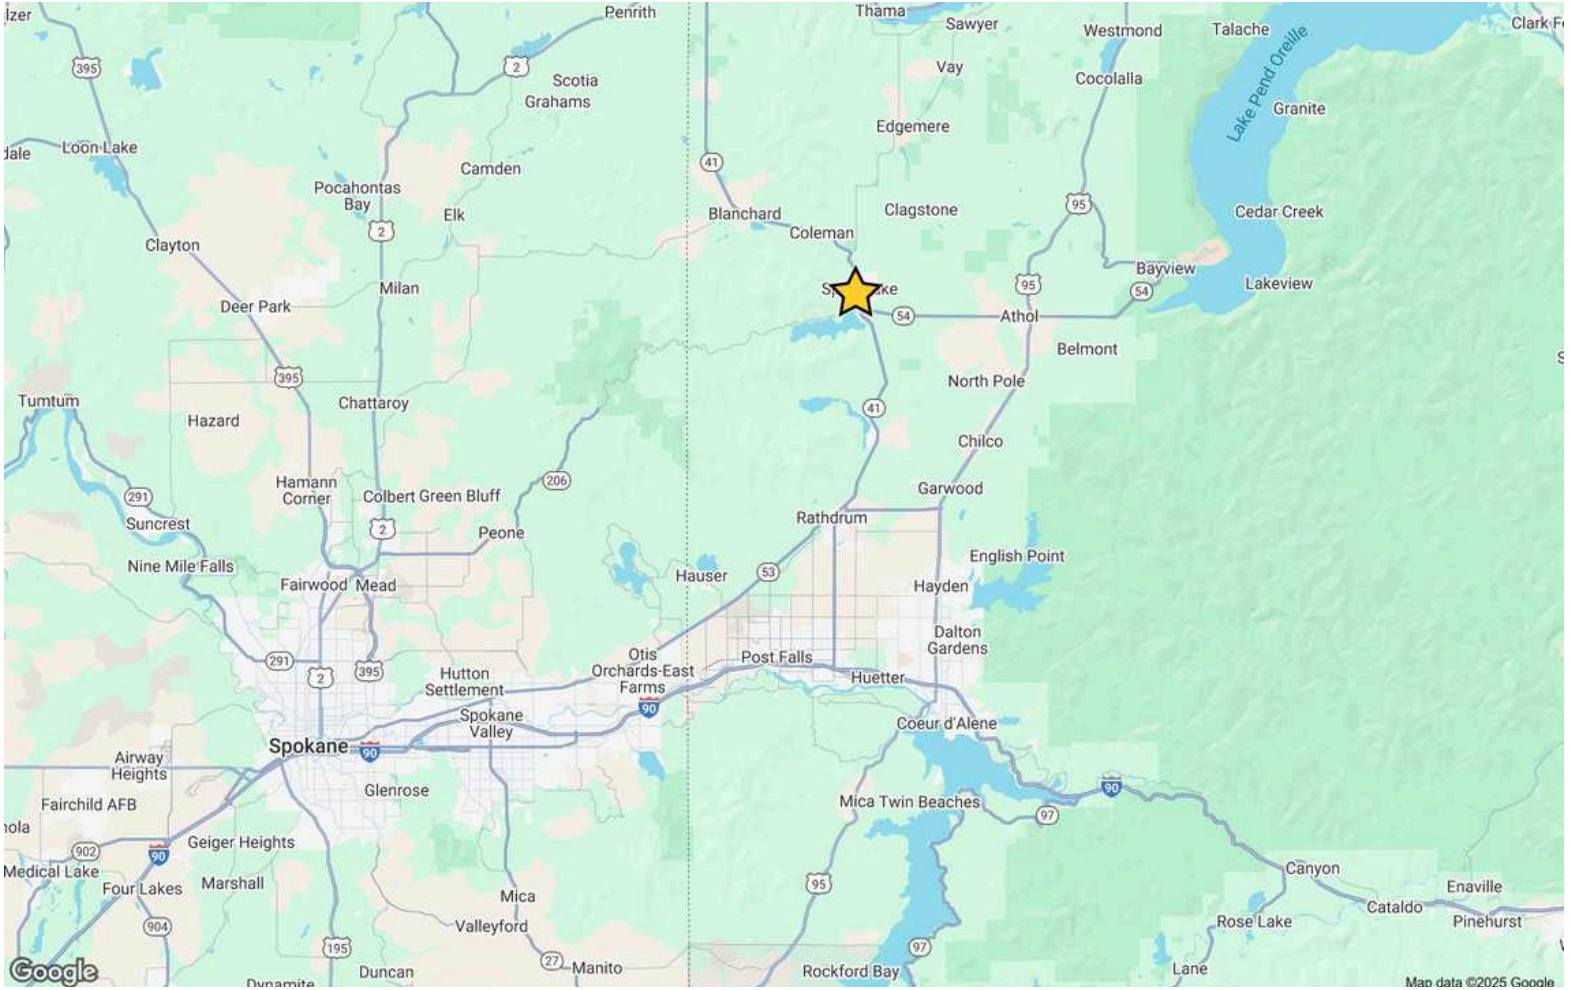 lzer
Penrith
Thama
Sawyer
Westmond
Talache
Clark F
395
2
Scotia
Grahams
Vay
Cocolalla
Lake Pend Oreille
Granite
Edgemere
dale
Loon Lake
Camden
41
Pocahontas
Bay
Elk
Blanchard
Clagstone
95
Cedar Creek
2
Clayton
Coleman
Milan
Bayview
Lakeview
95
54
Deer Park
54
Athol
Belmont
395
North Pole
Tumtum
Chattaroy
41
Hazard
Chilco
206
Hamann
Corner
Colbert
Green Bluff
Garwood
291
Suncrest
2
Peone
Rathdrum
English Point
Nine Mile Falls
Fairwood
Mead
Hauser
53
Hayden
Dalton
Gardens
291
2
395
Hutton
Settlement
Otis
Orchards-East
Farms
Post Falls
Huetter
90
Spokane
Valley
Coeur d'Alene
Spokane
90
Airway
Heights
Glenrose
90
Fairchild AFB
Mica
Twin Beaches
97
nola
902
90
Geiger Heights
Medical Lake
Four Lakes
Marshall
95
Canyon
Mica
Enaville
Cataldo
Pinehurst
904
Valleyford
Rose Lake
195
27
97
Google
Duncan
Manito
Rockford Bay
Lane
Dynamite
Map data ©2025 Google